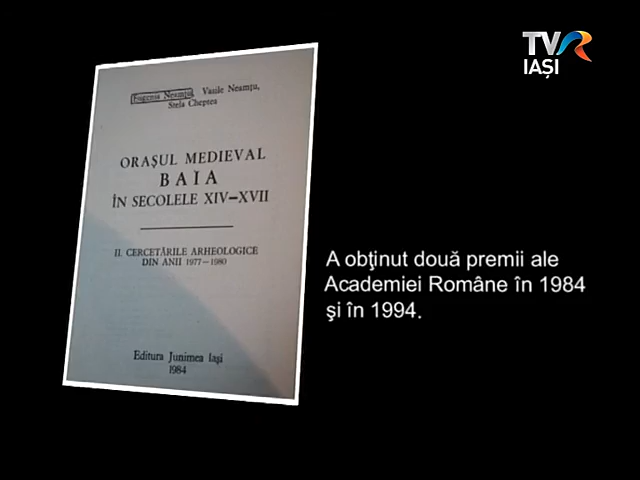 TVR
IAȘI
Eugenia Neamțu, Vasile Neamțu,
Stela Cheptea
ORAȘUL MEDIEVAL
BAIA
ÎN SECOLELE XIV—XVII
II. CERCETĂRILE ARHEOLOGICE
DIN ANII 1977—1980
Editura Junimea Iași
1984
A obţinut două premii ale
Academiei Române în 1984
şi în 1994.